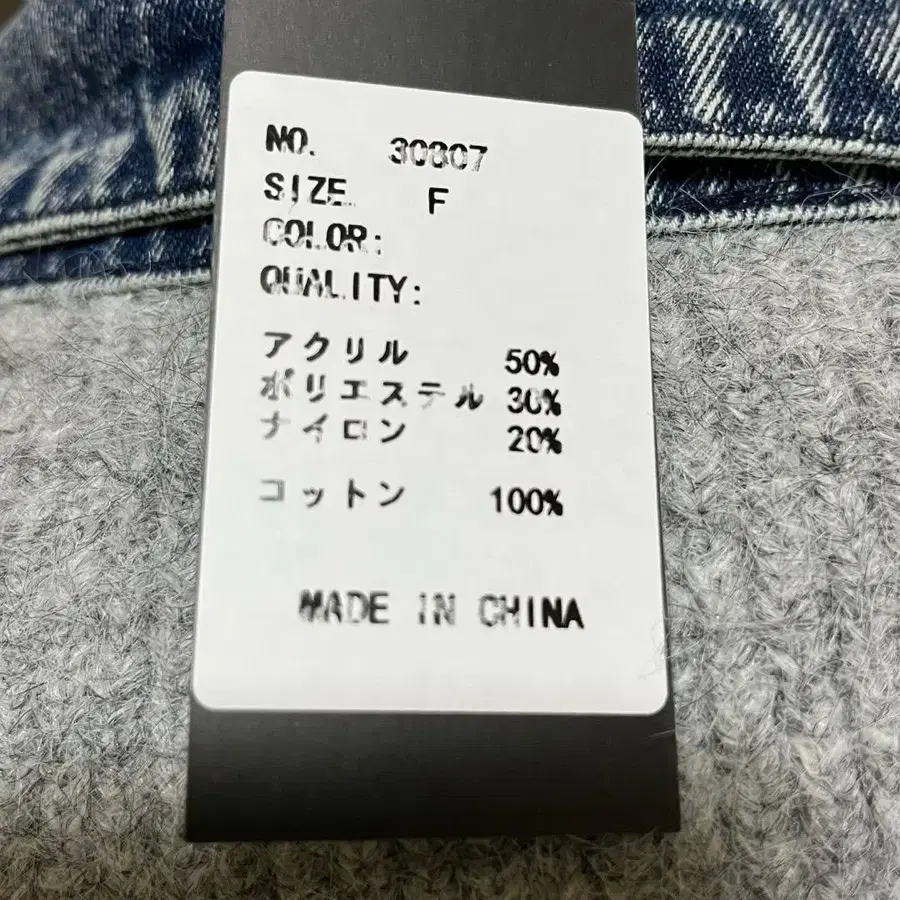 NO. 30807
SIZE F
COLOR:
QUALITY:
アクリル 50%
ポリエステル 30%
ナイロン 20%
コットン 100%
MADE IN CHINA